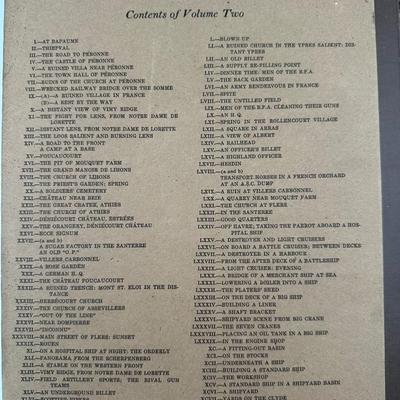 Contents of Volume Two
I.—AT BAPAUME
II.—THIEPVAL
III.—THE ROAD TO PÉRONNE
IV.—THE CASTLE OF PÉRONNE
V.—A RUINED VILLA NEAR PÉRONNE
VI.—THE TOWN HALL OF PÉRONNE
VII.—RUINS OF THE CHURCH AT PÉRONNE
VIII.—WRECKED RAILWAY BRIDGE OVER THE SOMME
IX.—(A)—A RUINED VILLAGE IN FRANCE
(B)—A REST BY THE WAY
X.—A DISTANT VIEW OF VIMY RIDGE
XI.—THE FIGHT FOR LENS, FROM NOTRE DAME DE
LORETTE
XII.—DISTANT LENS, FROM NOTRE DAME DE LORETTE
XIII.—THE LOOS SALIENT AND BURNING LENS
XIV.—A ROAD TO THE FRONT
A CAMP AT A BASE
XV.—FOUCAUCOURT
XVI.—THE PIT OF MOUQUET FARM
XVII.—THE GRAND MANOIR DE LIHONS
XVIII.—THE CHURCH OF LIHONS
XIX.—THE PRIEST'S GARDEN: SPRING
XX.—A SOLDIERS' CEMETERY
XXI.—CHÂTEAU NEAR BRIE
XXII.—THE GREAT CRATER, ATHIES
XXIII.—THE CHURCH OF ATHIES
XXIV.—DÉNIÉCOURT CHÂTEAU, ESTRÉES
XXV.—THE ORANGERY, DÉNIÉCOURT CHÂTEAU
XXVI.—ECCE SIGNUM
XXVII.—(a and b)
A SUGAR FACTORY IN THE SANTERRE
AN OLD "O.P."
XXVIII.—VILLERS CARBONNEL
XXIX.—A ROSE GARDEN
XXX.—A GERMAN H. Q.
XXXI.—THE CHÂTEAU FOUCAUCOURT
XXXII.—A RUINED TRENCH: MONT ST. ELOI IN THE DIS-
TANCE
XXXIII.—HERBÉCOURT CHURCH
XXXIV.—THE CHURCH OF ABBEVILLERS
XXXV.—"OUT OF THE LINE"
XXXVI.—NEAR DOMPIERRE
XXXVII.—"INCONNU"
XXXVIII.—MAIN STREET OF FLERS: SUNSET
XL.—ON A HOSPITAL SHIP AT NIGHT: THE ORDERLY
XLI.—PANORAMA FROM THE SCHERPENBERG
XLII.—A STABLE ON THE WESTERN FRONT
XLIII.—VIMY RIDGE, FROM NOTRE DAME DE LORETTE
XLIV.—FIELD ARTILLERY SPORTS; THE RIVAL GUN
TEAMS
XLV.—AN UNDERGROUND BILLET
L.—BLOWN UP
LI.—A RUINED CHURCH IN THE YPRES SALIENT: DIS-
TANT YPRES
LII.—AN OLD BILLET
LIII.—A SUPPLY RE-FILLING POINT
LIV.—DINNER TIME: MEN OF THE R.F.A.
LV.—THE BACK GARDEN
LVI.—AN ARMY RENDEZVOUS IN FRANCE
LVII.—SPITE
LVIII.—THE UNTILLED FIELD
LIX.—MEN OF THE R.F.A. CLEANING THEIR GUNS
LX.—AN H.Q.
LXI.—SPRING IN THE ROLLENCOURT VILLAGE
LXII.—A SQUARE IN ARRAS
LXIII.—A VIEW OF ALBERT
LXIV.—A RAILHEAD
LXV.—AN OFFICER'S BILLET
LXVI.—A HIGHLAND OFFICER
LXVII.—HESDIN
LXVIII.—(a and b)
TRANSPORT HORSES IN A FRENCH ORCHARD
AT AN A.S.C. DUMP
LXIX.—A RUIN AT VILLERS CARBONNEL
LXX.—A QUARRY NEAR MOUQUET FARM
LXXI.—THE CHURCH AT FLERS
LXXII.—IN THE SANTERRE
LXXIII.—GOOD QUARTERS
LXXIV.—OFF HAVRE; TAKING THE PARROT ABOARD A HOS-
PITAL SHIP
LXXV.—A DESTROYER AND LIGHT CRUISERS
LXXVI.—ON BOARD A BATTLE CRUISER; BETWEEN DECKS
LXXVII.—A DESTROYER IN A HARBOUR
LXXVIII.—FROM THE AFTER DECK OF A BATTLESHIP
LXXIX.—A LIGHT CRUISER: EVENING
LXXX.—A BRIDGE OF A MERCHANT SHIP AT SEA
LXXXI.—LOWERING A BOILER INTO A SHIP
LXXXII.—THE PLATERS' SHED
LXXXIII.—ON THE DECK OF A BIG SHIP
LXXXIV.—BUILDING A LINER
LXXXV.—A SHAFT BRACKET
LXXXVI.—SHIPYARD SCENE FROM BIG CRANE
LXXXVII.—THE SEVEN CRANES
LXXXVIII.—PLACING AN OIL TANK IN A BIG SHIP
LXXXIX.—IN THE ENGINE SHOP
XC.—A FITTING-OUT BASIN
XCI.—ON THE STOCKS
XCII.—UNDERNEATH A SHIP
XCIII.—BUILDING A STANDARD SHIP
XCIV.—THE WORKSHOP
XCV.—A STANDARD SHIP IN A SHIPYARD BASIN
XCVI.—A SHIPYARD
XCVII.—YARDS ON THE CLYDE